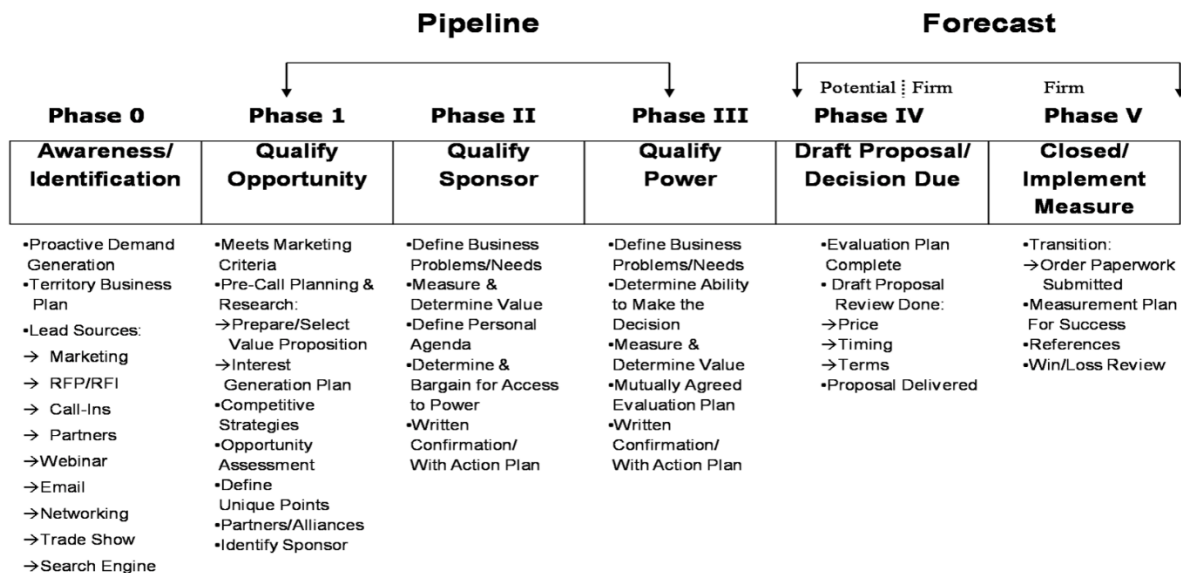 Pipeline
Forecast
Potential Firm
Firm
Phase 0
Phase 1
Phase II
Phase III
Phase IV
Phase V
Awareness/
Identification
Qualify
Opportunity
Qualify
Sponsor
Qualify
Power
Draft Proposal/
Decision Due
Closed/
Implement
Measure
•Proactive Demand
Generation
•Territory Business
Plan
•Lead Sources:
→ Marketing
→ RFP/RFI
→ Call-Ins
→ Partners
→Webinar
→Email
→Networking
→Trade Show
→Search Engine
•Meets Marketing
Criteria
•Pre-Call Planning &
Research:
→Prepare/Select
Value Proposition
→Interest
Generation Plan
•Competitive
Strategies
•Opportunity
Assessment
•Define
Unique Points
•Partners/Alliances
•Identify Sponsor
•Define Business
Problems/Needs
•Measure &
Determine Value
•Define Personal
Agenda
•Determine &
Bargain for Access
to Power
•Written
Confirmation/
With Action Plan
•Define Business
Problems/Needs
•Determine Ability
to Make the
Decision
•Measure &
Determine Value
•Mutually Agreed
Evaluation Plan
•Written
Confirmation/
With Action Plan
•Evaluation Plan
Complete
• Draft Proposal
Review Done:
→Price
→Timing
→Terms
•Proposal Delivered
•Transition:
→Order Paperwork
Submitted
•Measurement Plan
For Success
•References
•Win/Loss Review